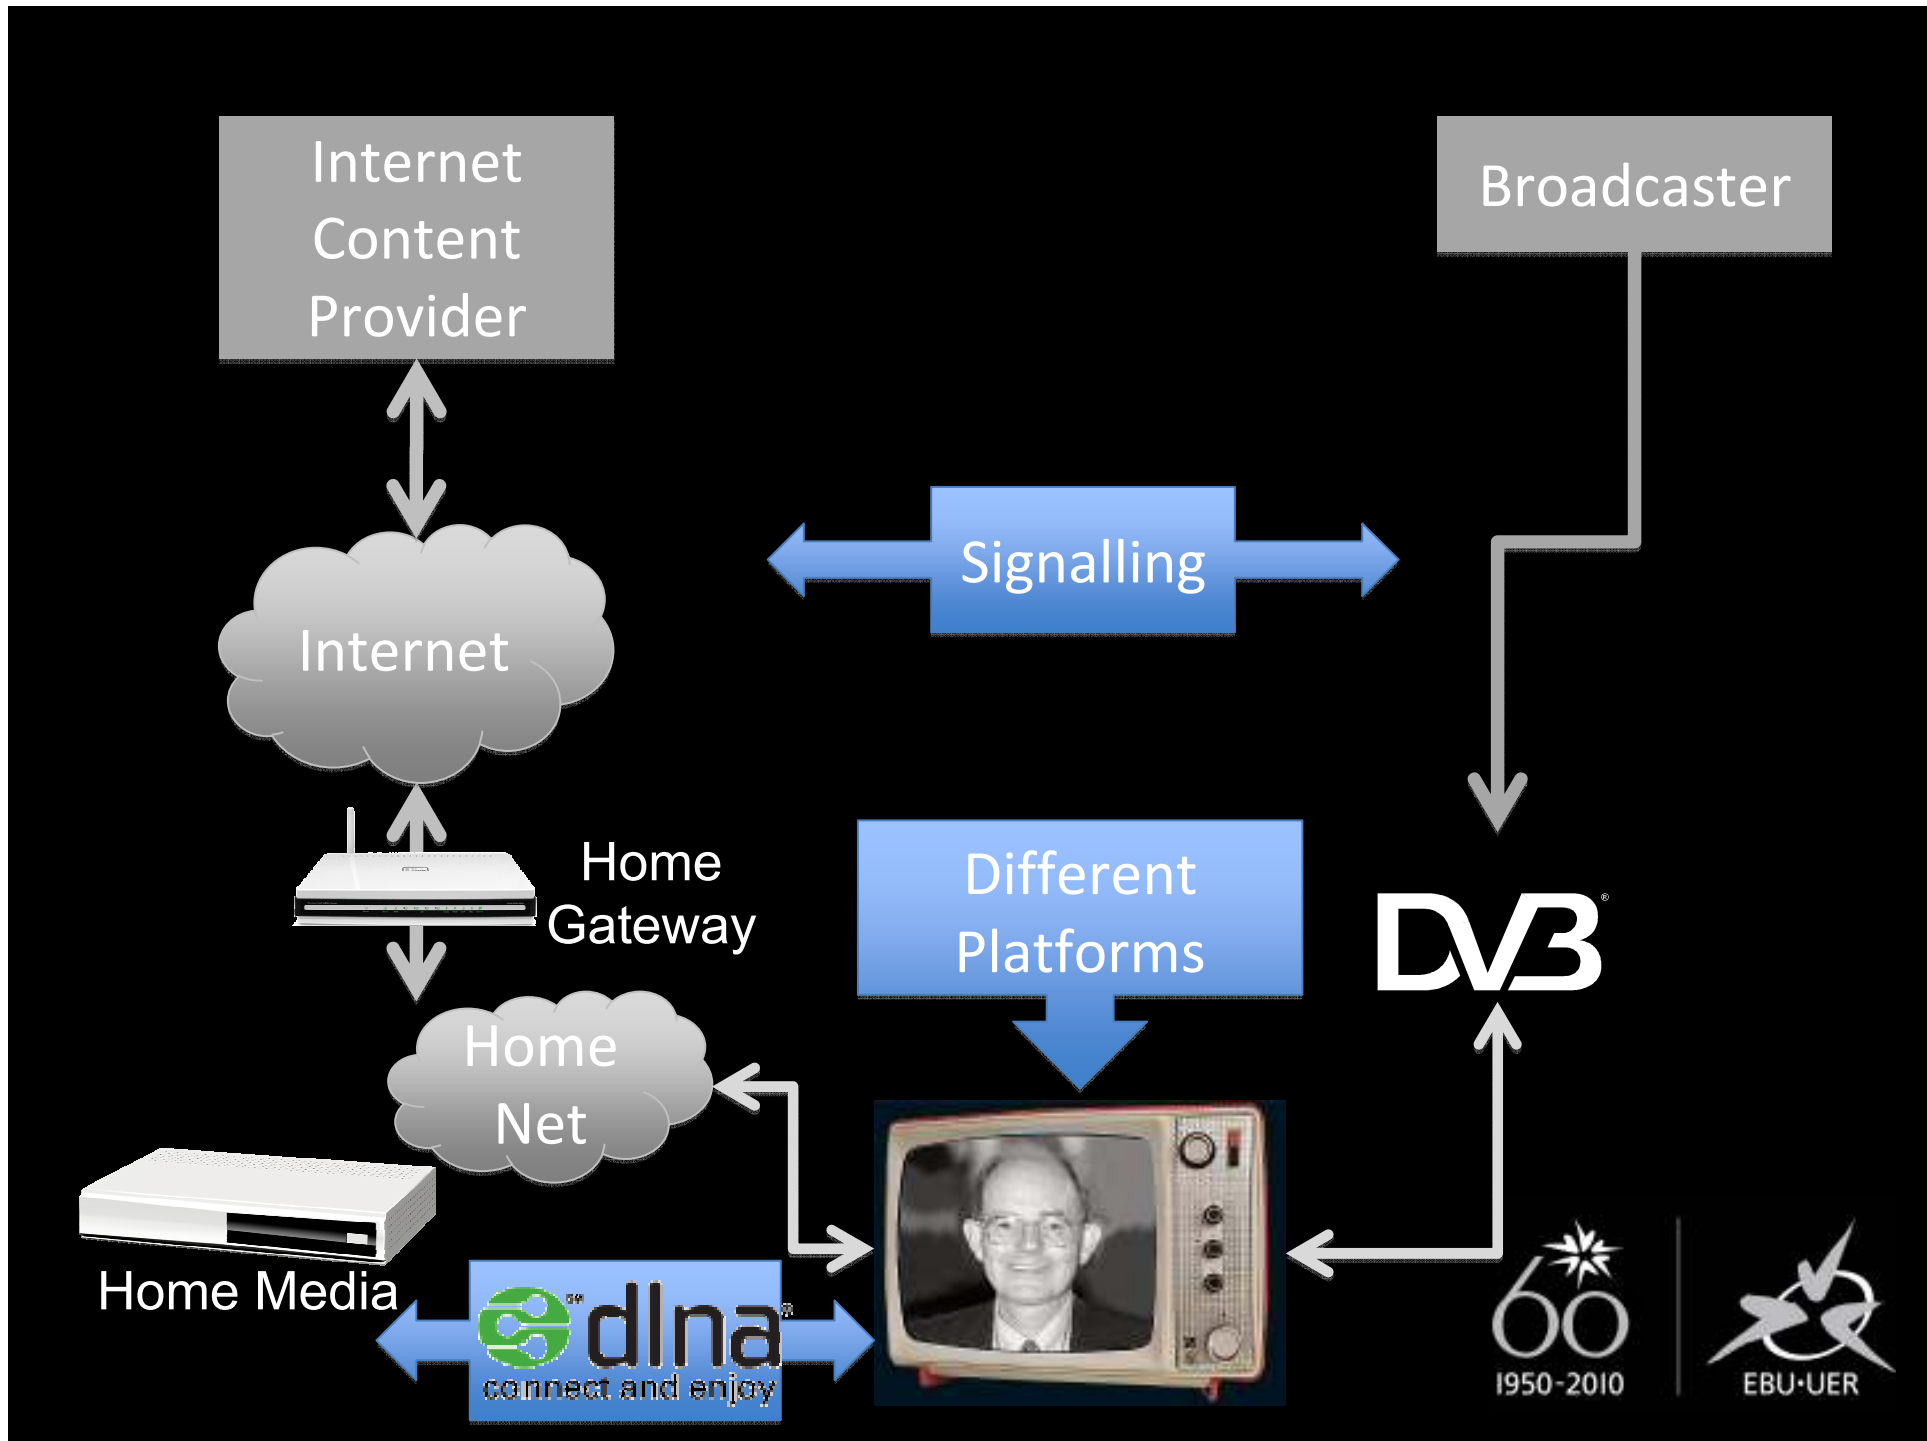 Internet
Content
Provider
Broadcaster
Signalling
Internet
Home
Gateway
Different
Platforms
DVB®
Home
Net
Home Media
dlna®
connect and enjoy
60
1950-2010
EBU•UER